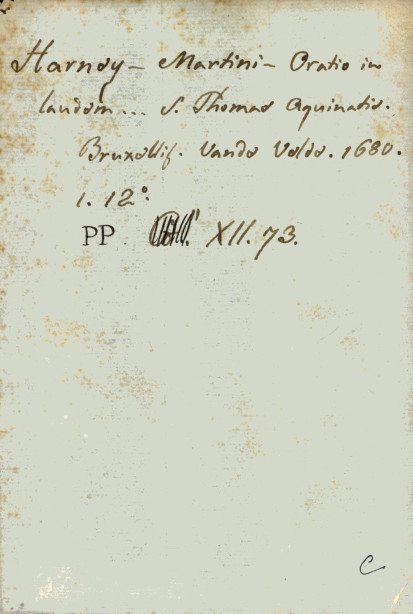 Harney - Martini - Oratio in
laudem ... S. Thomae Aquinatis.
Bruxellis. Vande Velde. 1680.
1. 12°.
PP XII. 73.
C